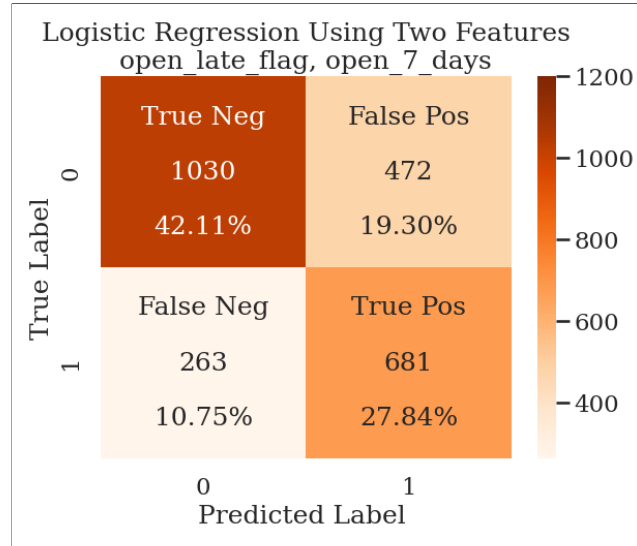 Logistic Regression Using Two Features
open_late_flag, open_7_days
True Neg
1030
42.11%
False Pos
472
19.30%
False Neg
263
10.75%
True Pos
681
27.84%
True Label
0
1
0
1
Predicted Label
1200
1000
800
600
400